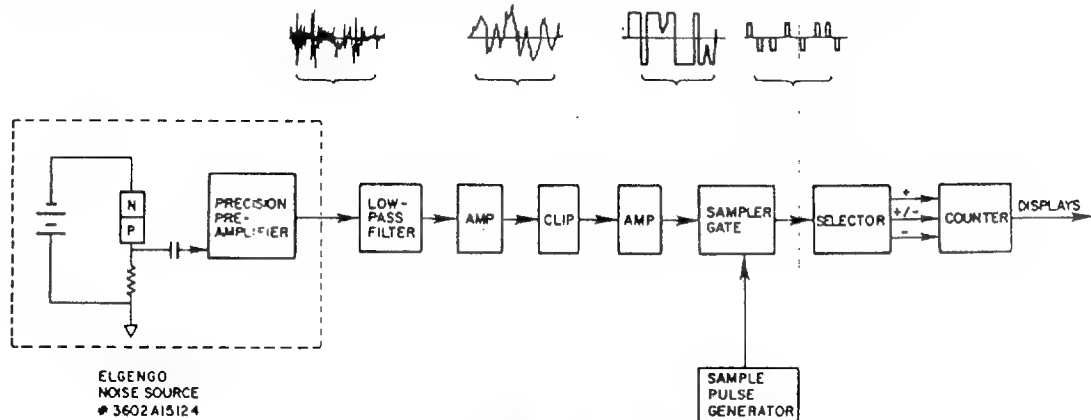 N
P
PRECISION
PRE-
AMPLIFIER
LOW-
PASS
FILTER
AMP
CLIP
AMP
SAMPLER
GATE
SELECTOR
+
+/-
-
COUNTER
DISPLAYS
ELGENGO
NOISE SOURCE
# 3602A15124
SAMPLE
PULSE
GENERATOR